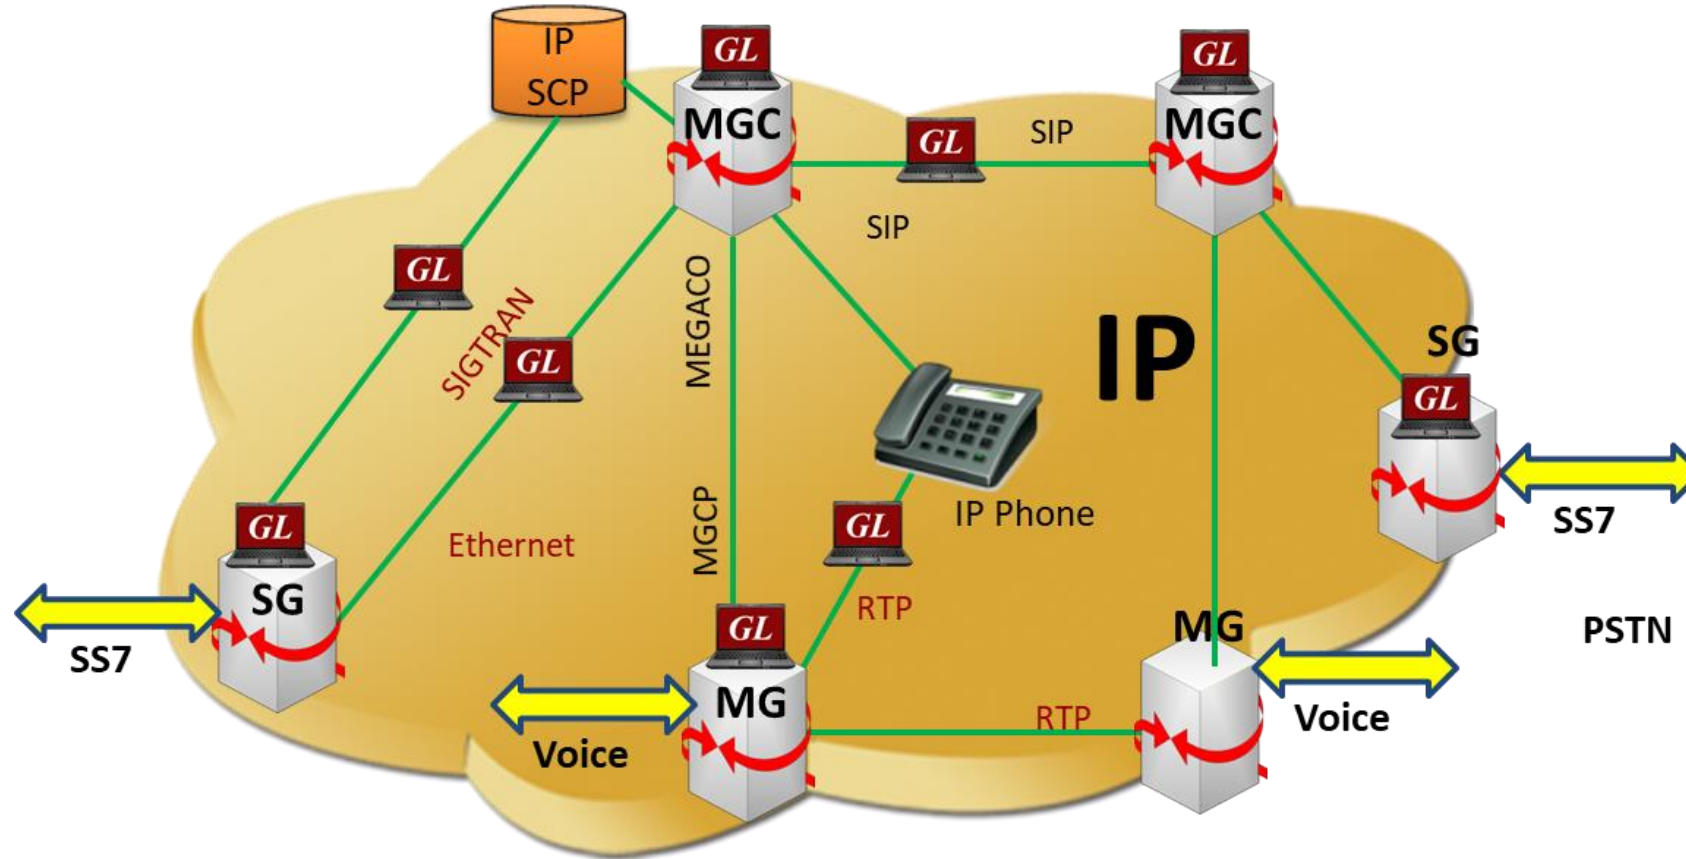 IP
SCP
GL
MGC
GL
MGC
GL
SIP
SIP
GL
SIGTRAN
GL
MEGACO
MGCP
IP
SG
GL
SS7
IP Phone
GL
RTP
Ethernet
GL
SG
SS7
GL
MG
Voice
RTP
MG
Voice
PSTN